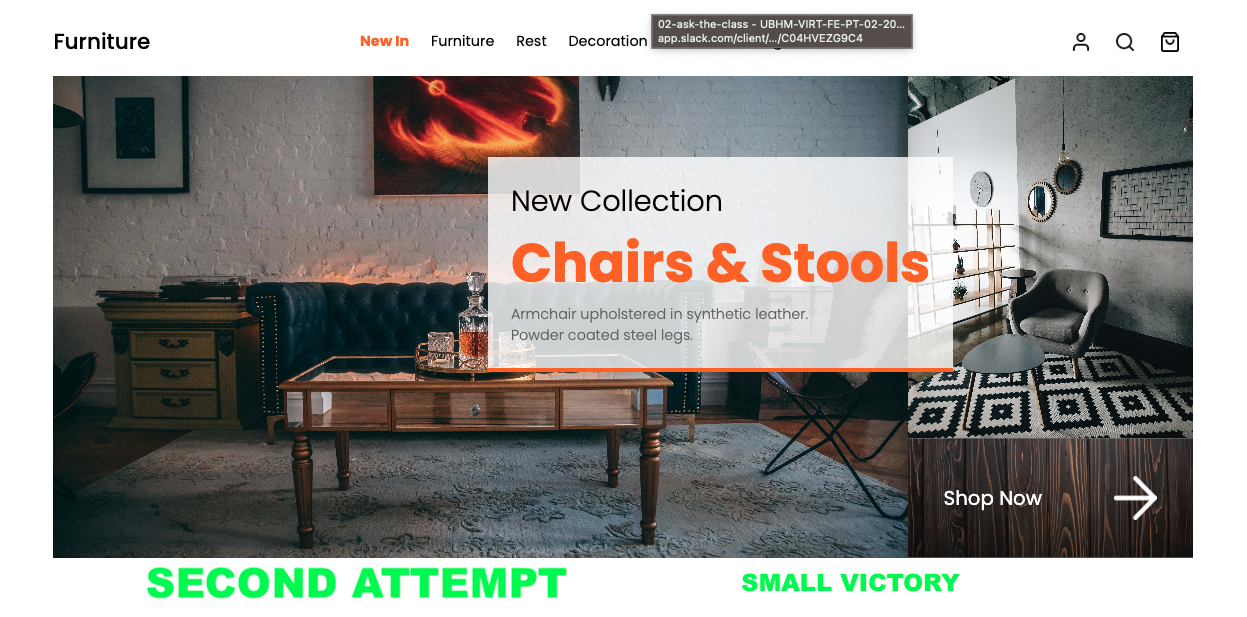 Furniture
New In Furniture Rest Decoration
02-ask-the-class - UBHM-VIRT-FE-PT-02-20...
app.slack.com/client/.../C04HVEZG9C4
New Collection
Chairs & Stools
Armchair upholstered in synthetic leather.
Powder coated steel legs.
Shop Now
SECOND ATTEMPT
SMALL VICTORY